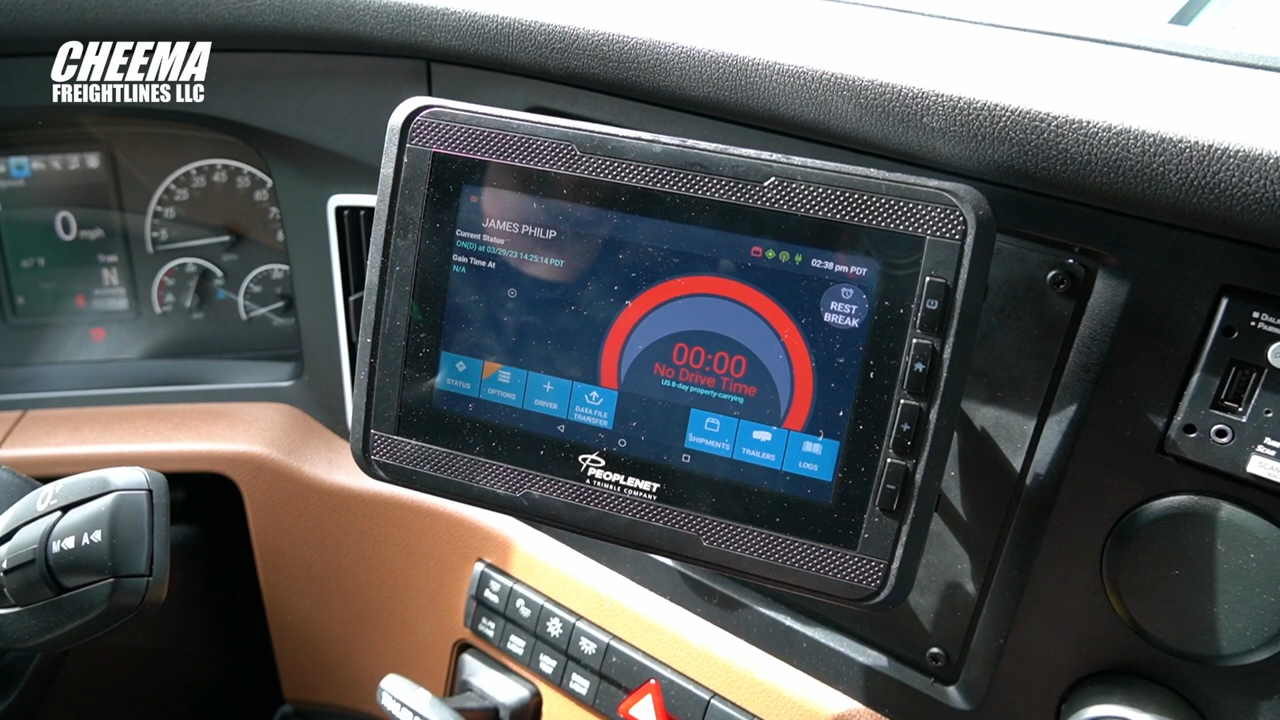 CHEEMA
FREIGHTLINES LLC
JAMES PHILIP
Current Status
ON(D) at 03/29/23 14:25:14 PDT
Gain Time At
N/A
02:38 pm PDT
REST
BREAK
00:00
No Drive Time
US 8-day property-carrying
STATUS
OPTIONS
DRIVER
DATA FILE
TRANSFER
SHIPMENTS
TRAILERS
LOGS
PEOPLENET
A TRIMBLE COMPANY
0 mph
N
M A